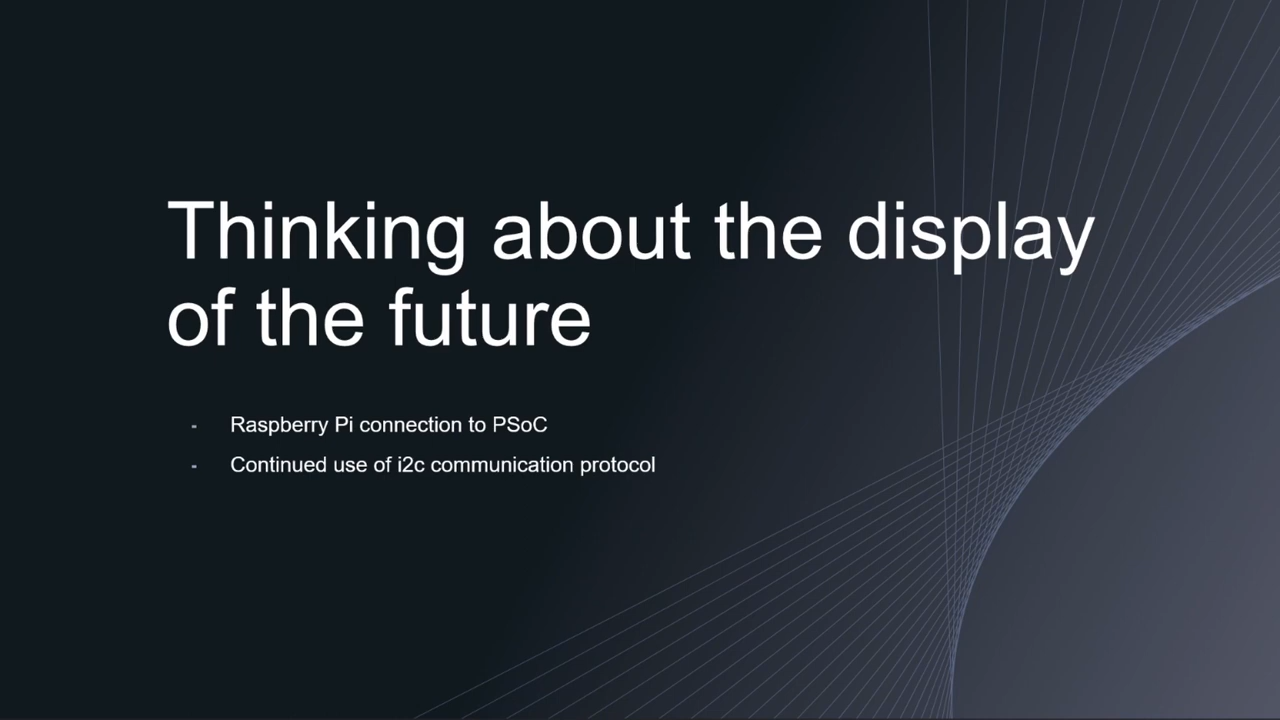 Thinking about the display
of the future
- Raspberry Pi connection to PSoC
- Continued use of i2c communication protocol